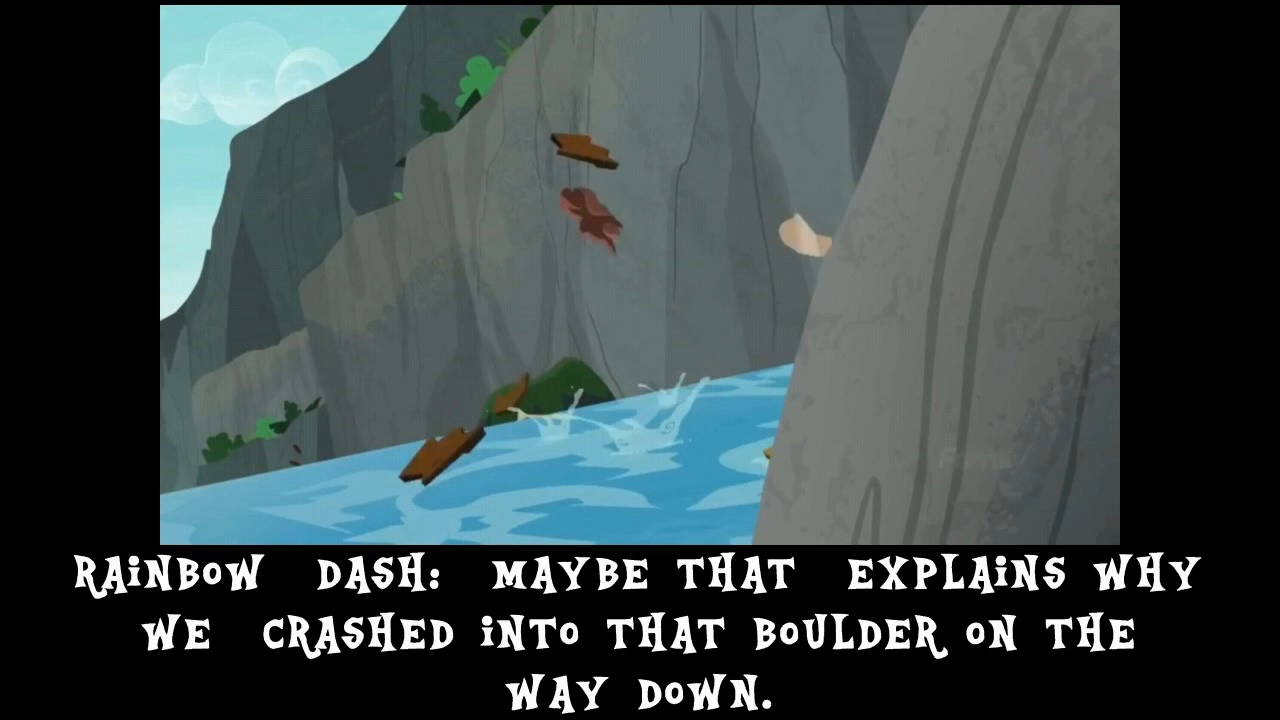 RAiNBOW DASH: MAYBE THAT EXPLAiNS WHY
WE CRASHED iNTO THAT BOULDER ON THE
WAY DOWN.